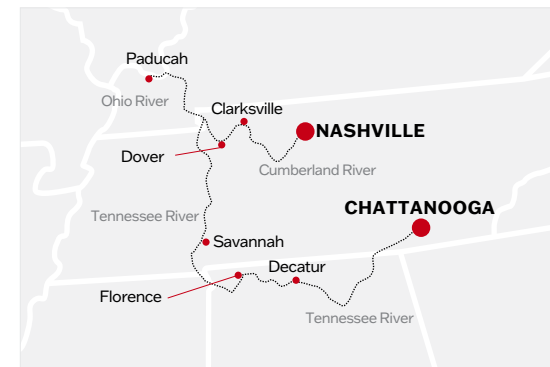 Paducah
Ohio River
Clarksville
NASHVILLE
Dover
Cumberland River
CHATTANOOGA
Tennessee River
Savannah
Decatur
Florence
Tennessee River